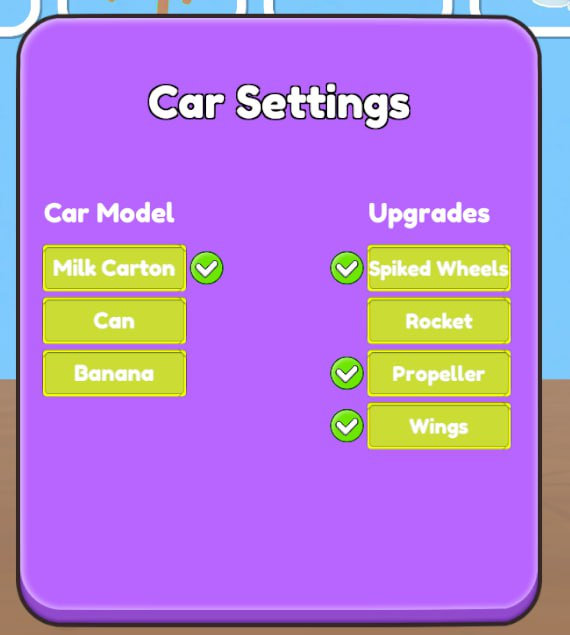 Car Settings
Car Model
Milk Carton
Can
Banana
Upgrades
Spiked Wheels
Rocket
Propeller
Wings